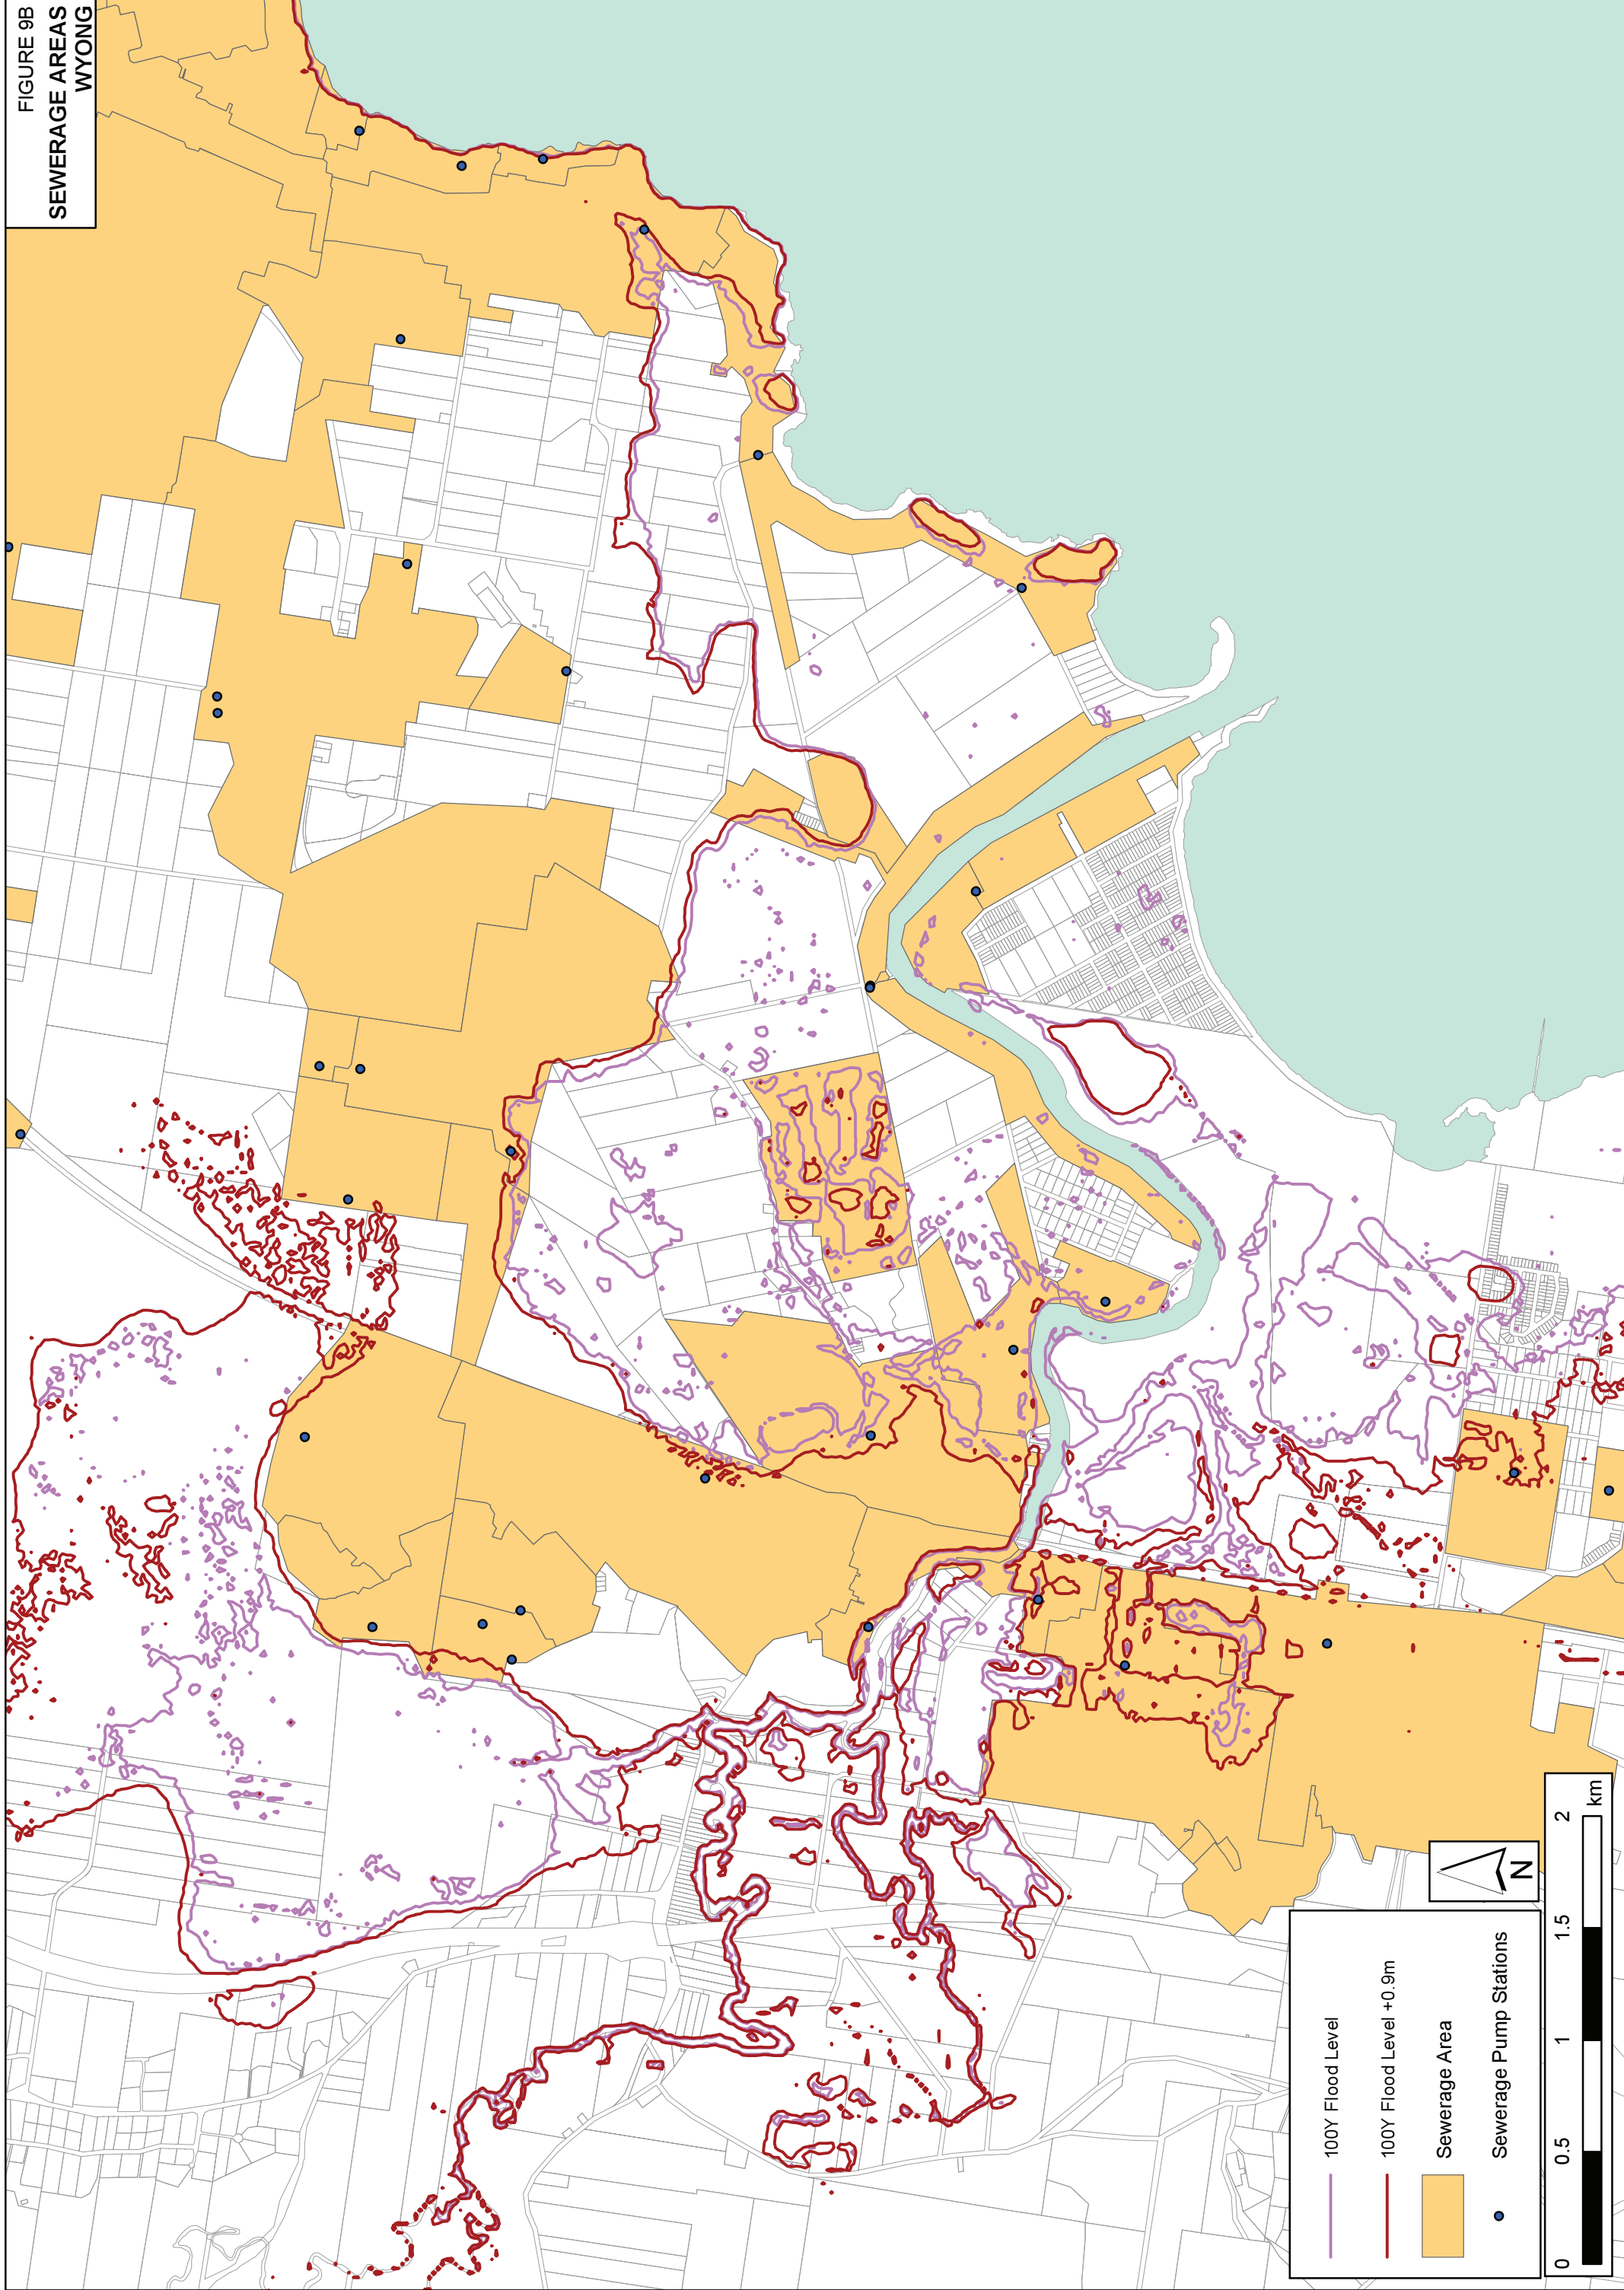 FIGURE 9B
SEWERAGE AREAS
WYONG
100Y Flood Level
100Y Flood Level +0.9m
Sewerage Area
Sewerage Pump Stations
N
0 0.5 1 1.5 2
km